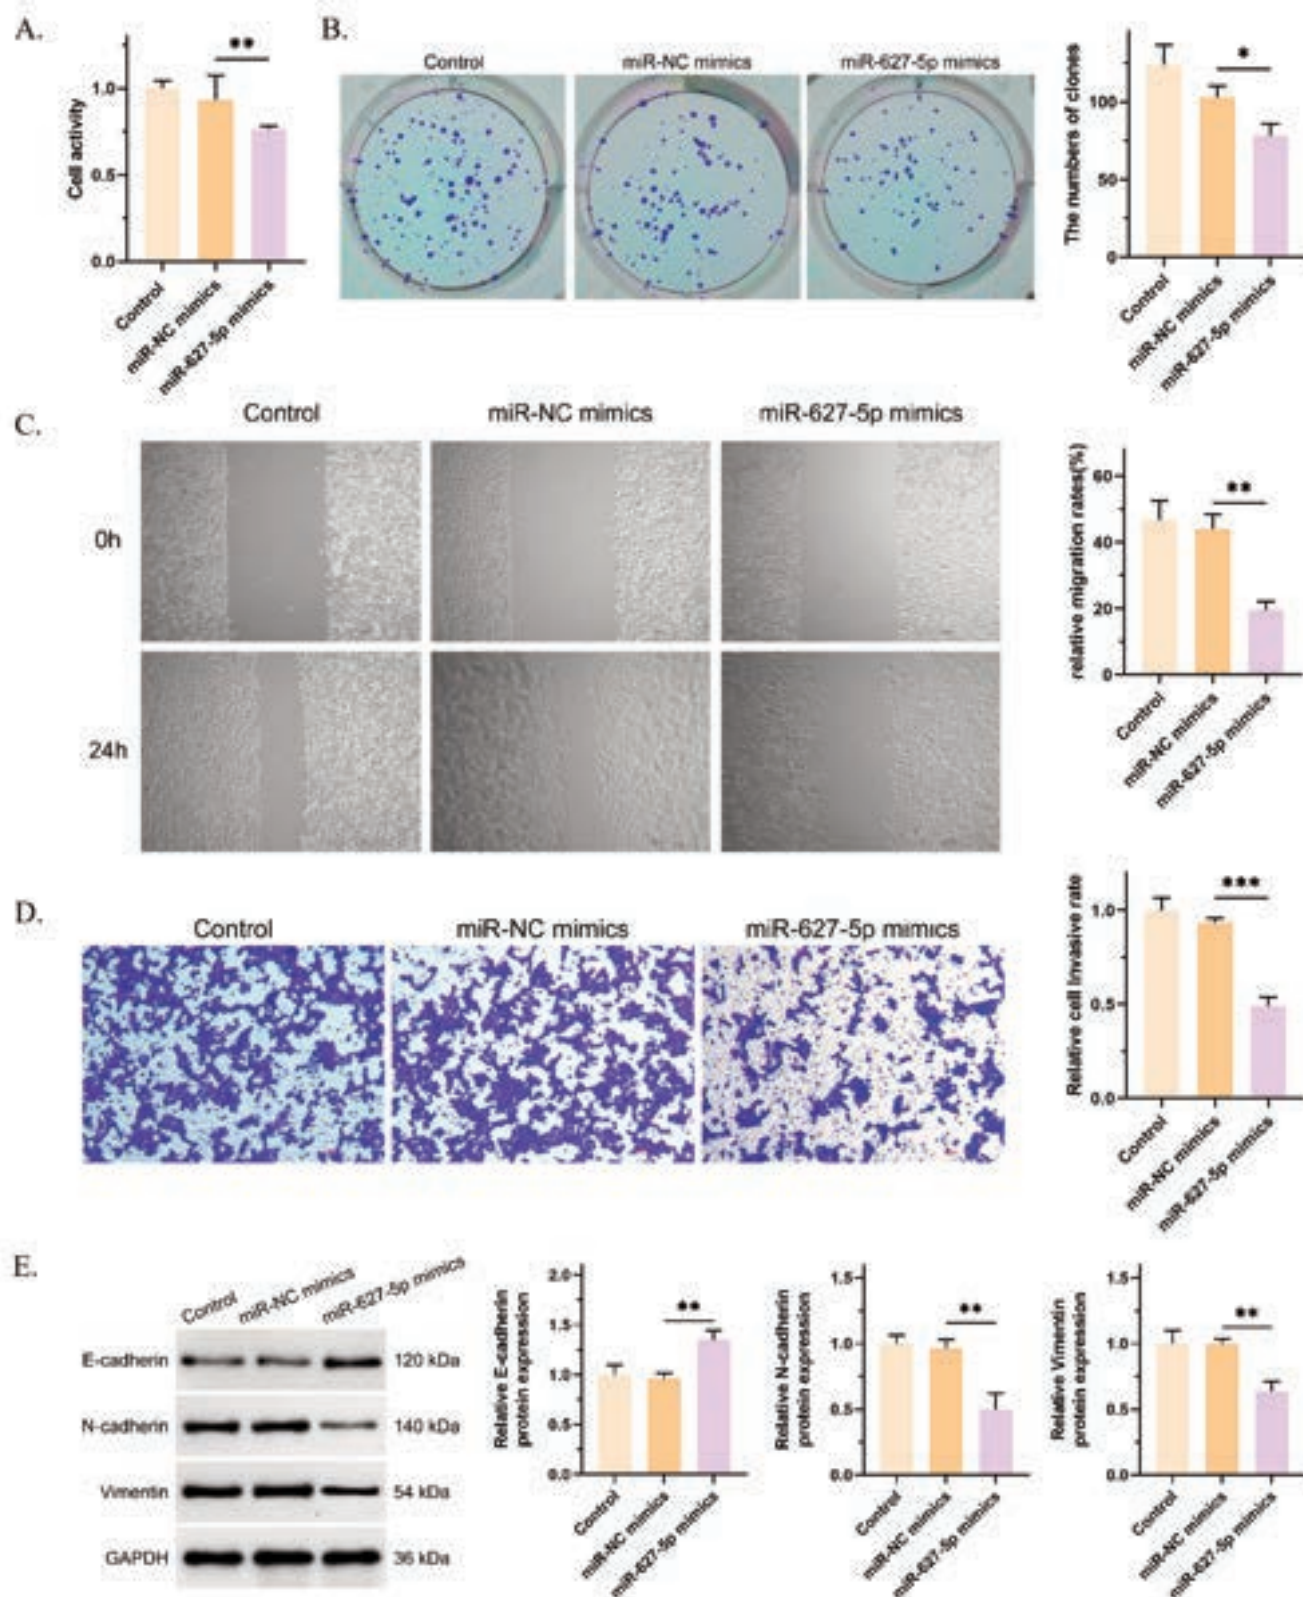 A.
Cell activity
1.0
0.5
0.0
**
Control
miR-NC mimics
miR-627-5p mimics
B.
Control
miR-NC mimics
miR-627-5p mimics
The numbers of clones
100
50
0
*
Control
miR-NC mimics
miR-627-5p mimics
C.
Control
miR-NC mimics
miR-627-5p mimics
0h
24h
relative migration rates(%)
60
40
20
0
**
Control
miR-NC mimics
miR-627-5p mimics
D.
Control
miR-NC mimics
miR-627-5p mimics
Relative cell invasive rate
1.0
0.5
0.0
***
Control
miR-NC mimics
miR-627-5p mimics
E.
Control
miR-NC mimics
miR-627-5p mimics
E-cadherin
120 kDa
N-cadherin
140 kDa
Vimentin
54 kDa
GAPDH
36 kDa
Relative E-cadherin
protein expression
2.0
1.5
1.0
0.5
0.0
**
Control
miR-NC mimics
miR-627-5p mimics
Relative N-cadherin
protein expression
1.5
1.0
0.5
0.0
**
Control
miR-NC mimics
miR-627-5p mimics
Relative Vimentin
protein expression
1.5
1.0
0.5
0.0
**
Control
miR-NC mimics
miR-627-5p mimics